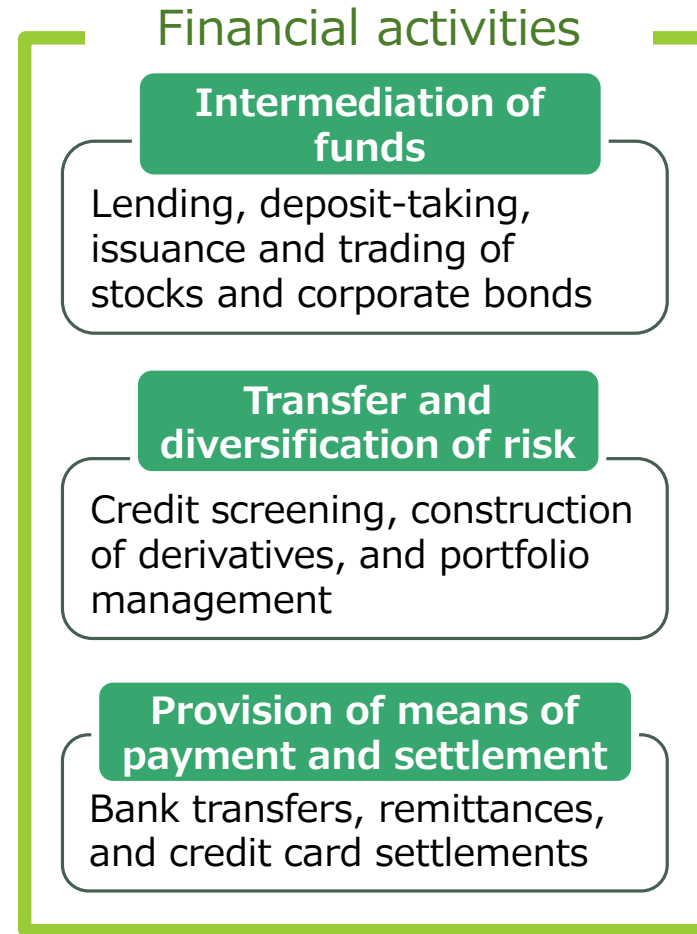 Financial activities
Intermediation of
funds
Lending, deposit-taking,
issuance and trading of
stocks and corporate bonds
Transfer and
diversification of risk
Credit screening, construction
of derivatives, and portfolio
management
Provision of means of
payment and settlement
Bank transfers, remittances,
and credit card settlements